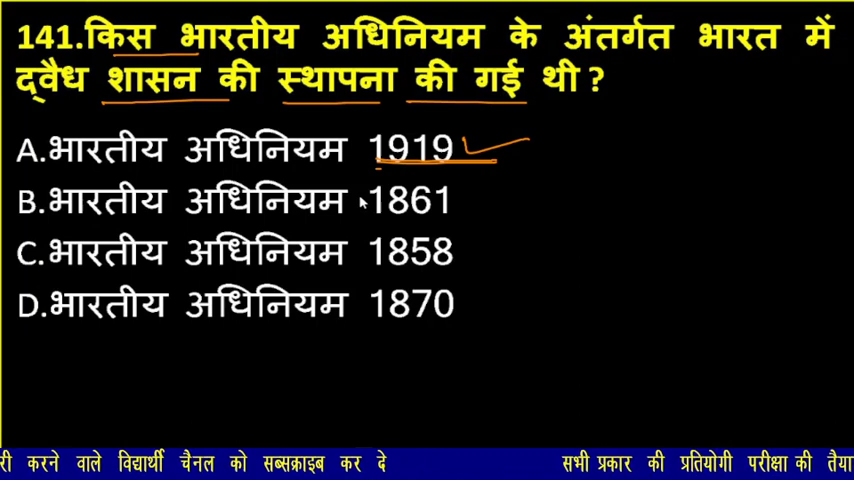 141.किस भारतीय अधिनियम के अंतर्गत भारत में
द्वैध शासन की स्थापना की गई थी ?
A.भारतीय अधिनियम 1919
B.भारतीय अधिनियम 1861
C.भारतीय अधिनियम 1858
D.भारतीय अधिनियम 1870
री करने वाले विद्यार्थी चैनल को सब्सक्राइब कर दे सभी प्रकार की प्रतियोगी परीक्षा की तैया